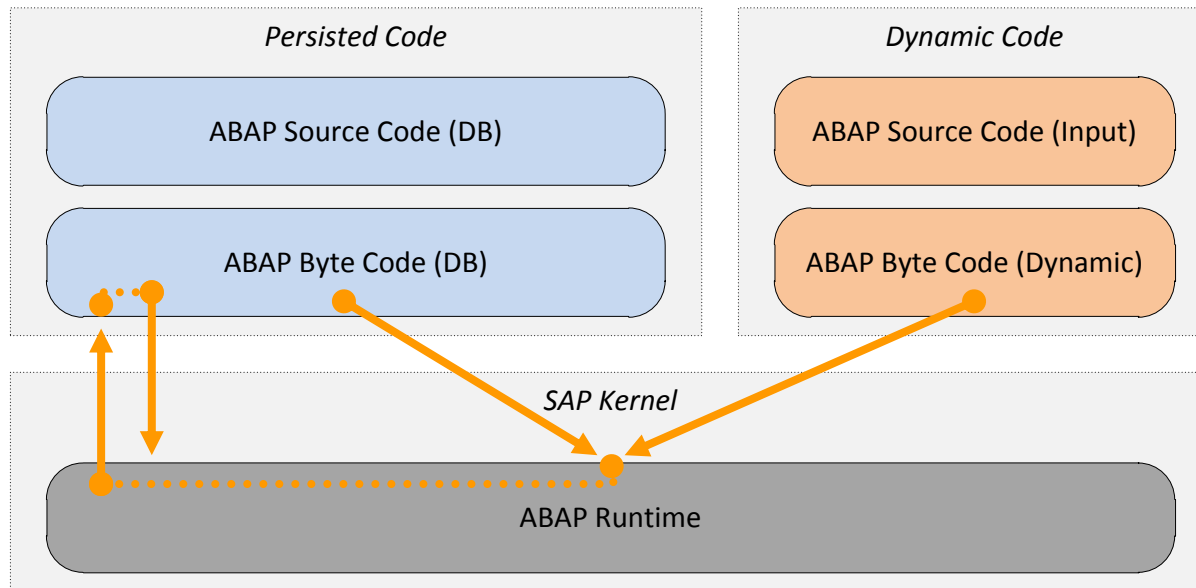 Persisted Code
Dynamic Code
ABAP Source Code (DB)
ABAP Source Code (Input)
ABAP Byte Code (DB)
ABAP Byte Code (Dynamic)
SAP Kernel
ABAP Runtime